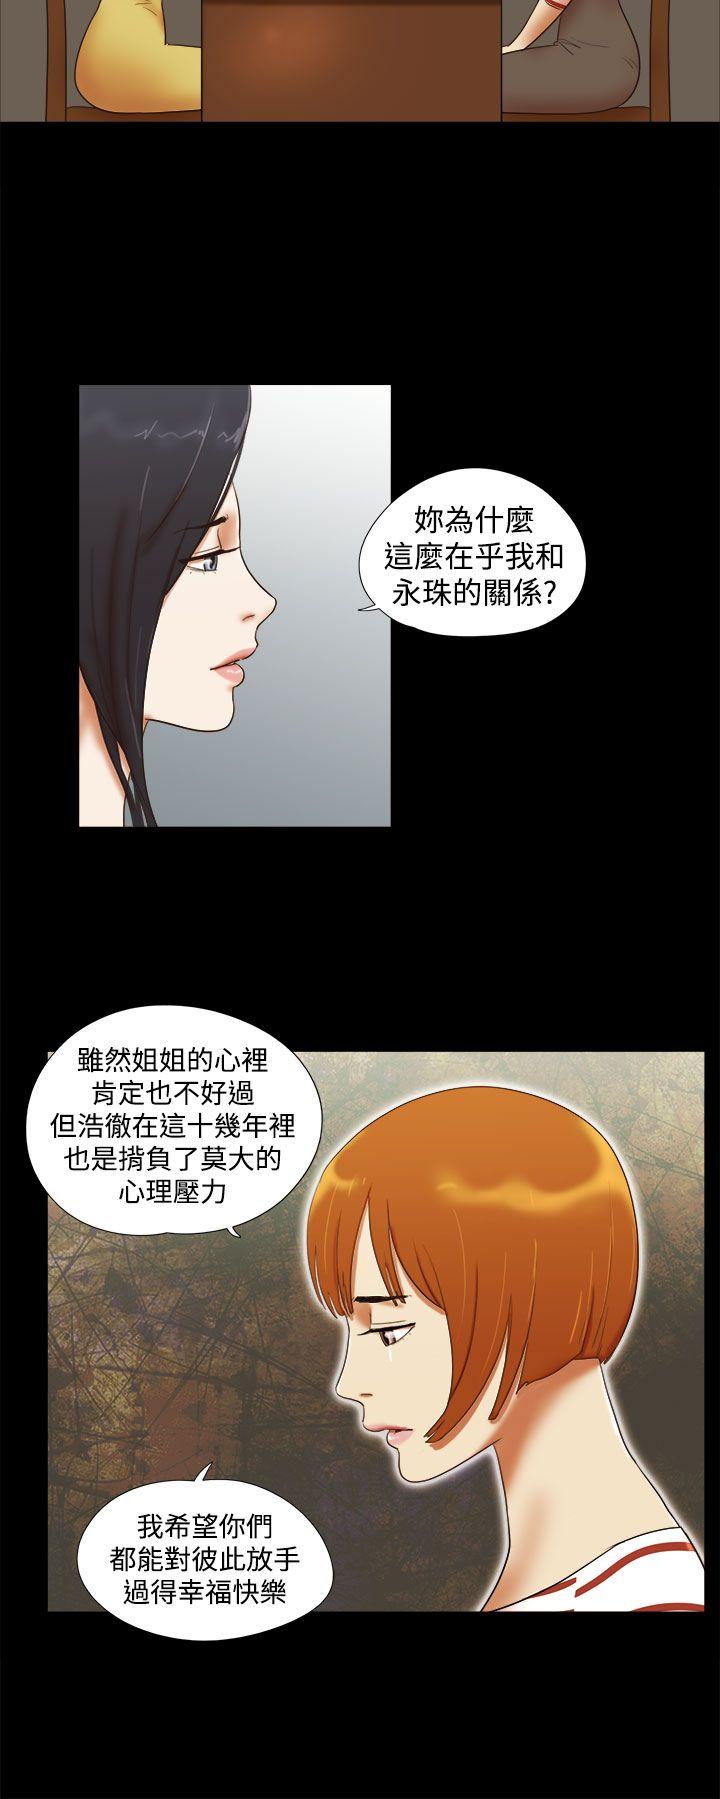 妳為什麼
這麼在乎我和
永珠的關係?
雖然姐姐的心裡
肯定也不好過
但浩徹在這十幾年裡
也是揹負了莫大的
心理壓力
我希望你們
都能對彼此放手
過得幸福快樂